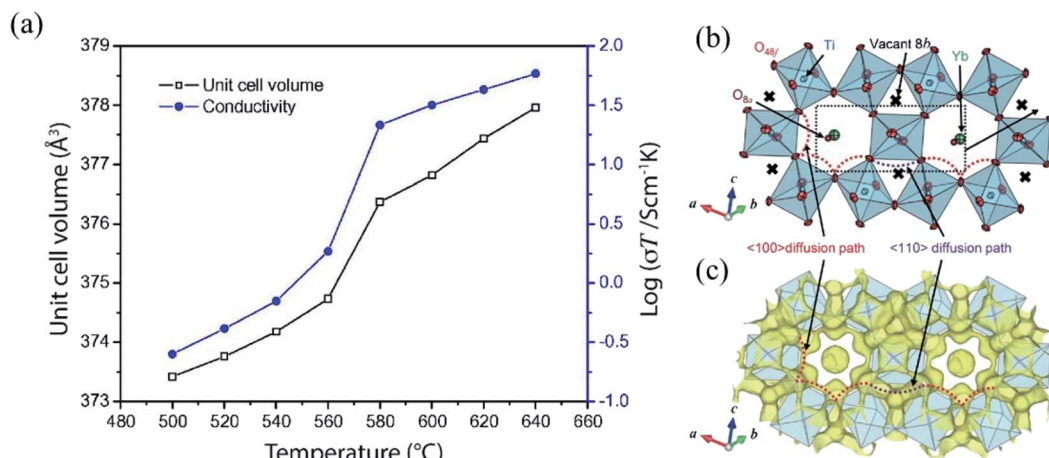 (a)
379
378
377
376
375
374
373
Unit cell volume (Å³)
Unit cell volume
Conductivity
2.0
1.5
1.0
0.5
0.0
-0.5
-1.0
Log (σT /Scm⁻¹K)
480 500 520 540 560 580 600 620 640 660
Temperature (°C)
(b)
O48f Ti Vacant 8b Yb
O8a
c
a b
<100>diffusion path <110> diffusion path
(c)
c
a b